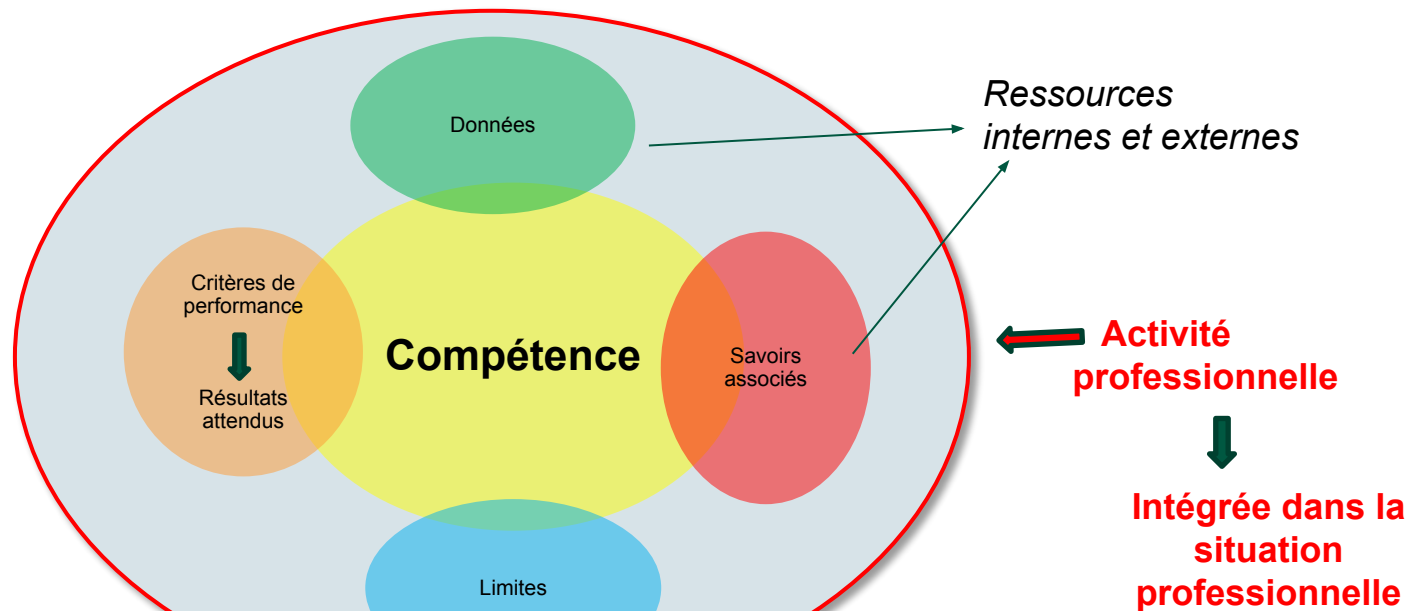 Données
Ressources
internes et externes
Critères de
performance
Résultats
attendus
Compétence
Savoirs
associés
Activité
professionnelle
Limites
Intégrée dans la
situation
professionnelle